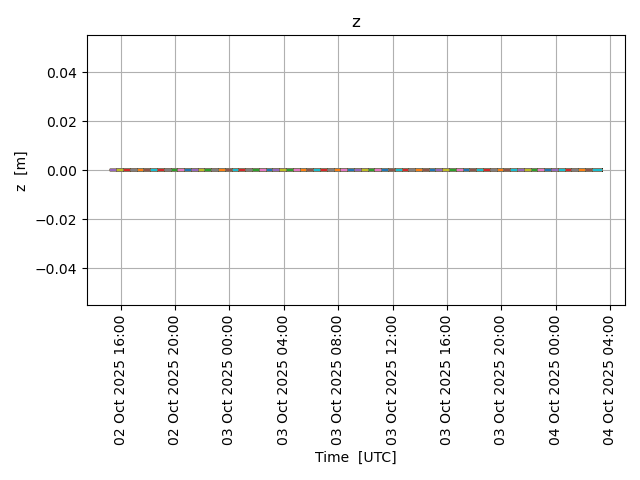 z
0.04
0.02
0.00
−0.02
−0.04
z [m]
02 Oct 2025 16:00
02 Oct 2025 20:00
03 Oct 2025 00:00
03 Oct 2025 04:00
03 Oct 2025 08:00
03 Oct 2025 12:00
03 Oct 2025 16:00
03 Oct 2025 20:00
04 Oct 2025 00:00
04 Oct 2025 04:00
Time [UTC]